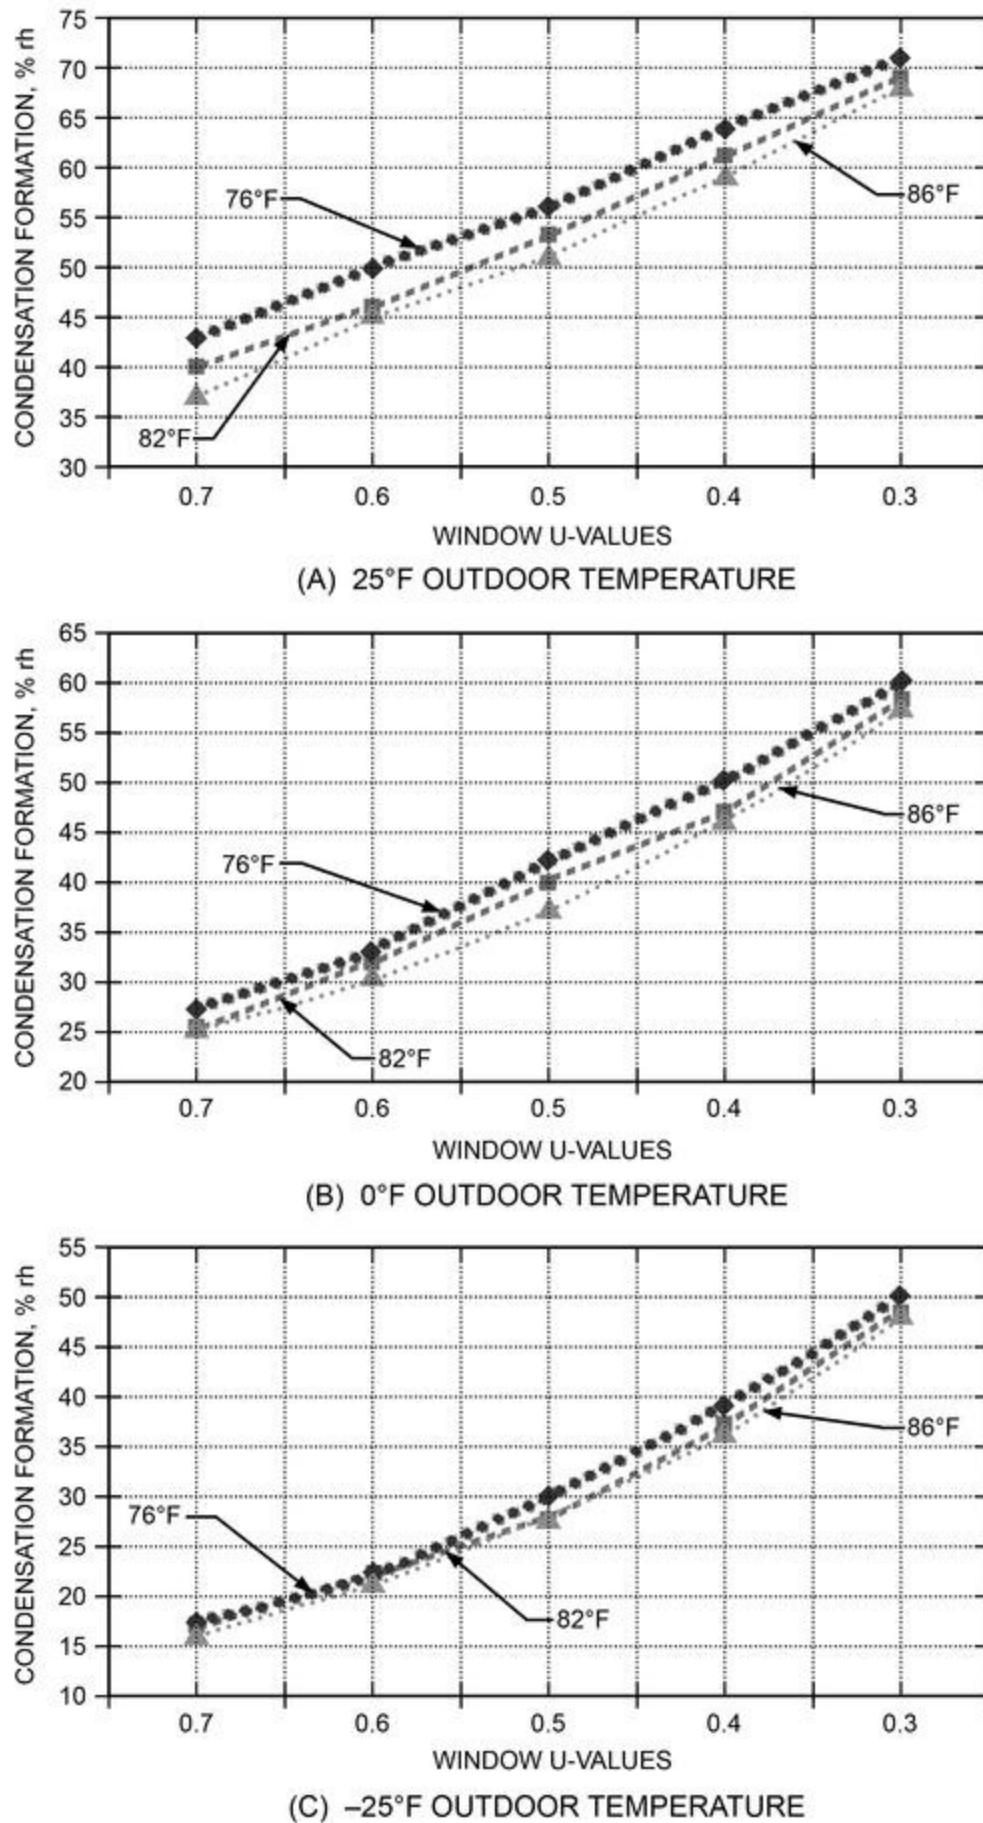 CONDENSATION FORMATION, % rh
75
70
65
60
55
50
45
40
35
30
76°F
86°F
82°F
0.7 0.6 0.5 0.4 0.3
WINDOW U-VALUES
(A) 25°F OUTDOOR TEMPERATURE
CONDENSATION FORMATION, % rh
65
60
55
50
45
40
35
30
25
20
76°F
86°F
82°F
0.7 0.6 0.5 0.4 0.3
WINDOW U-VALUES
(B) 0°F OUTDOOR TEMPERATURE
CONDENSATION FORMATION, % rh
55
50
45
40
35
30
25
20
15
10
76°F
86°F
82°F
0.7 0.6 0.5 0.4 0.3
WINDOW U-VALUES
(C) –25°F OUTDOOR TEMPERATURE